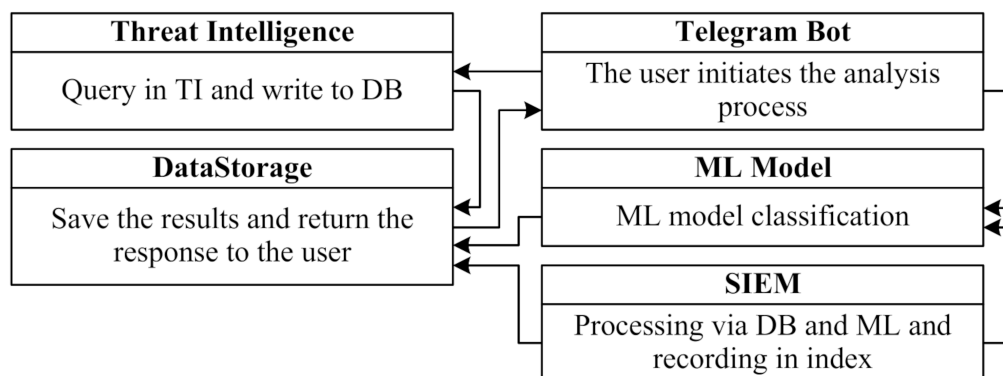 Threat Intelligence
Query in TI and write to DB
Telegram Bot
The user initiates the analysis
process
DataStorage
Save the results and return the
response to the user
ML Model
ML model classification
SIEM
Processing via DB and ML and
recording in index